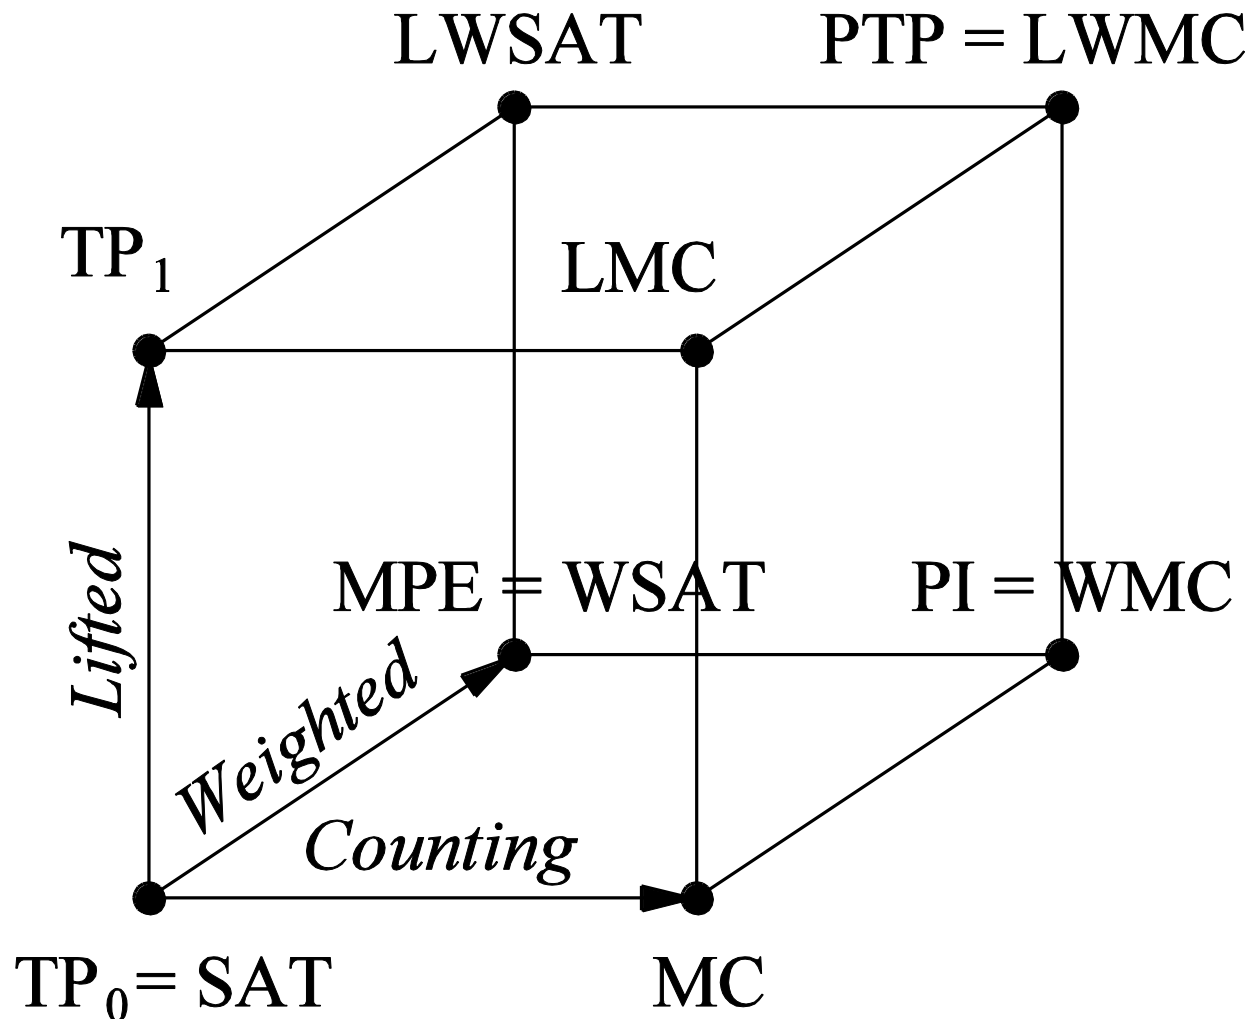 LWSAT
PTP = LWMC
TP1
LMC
Lifted
MPE = WSAT
PI = WMC
Weighted
Counting
TP0 = SAT
MC